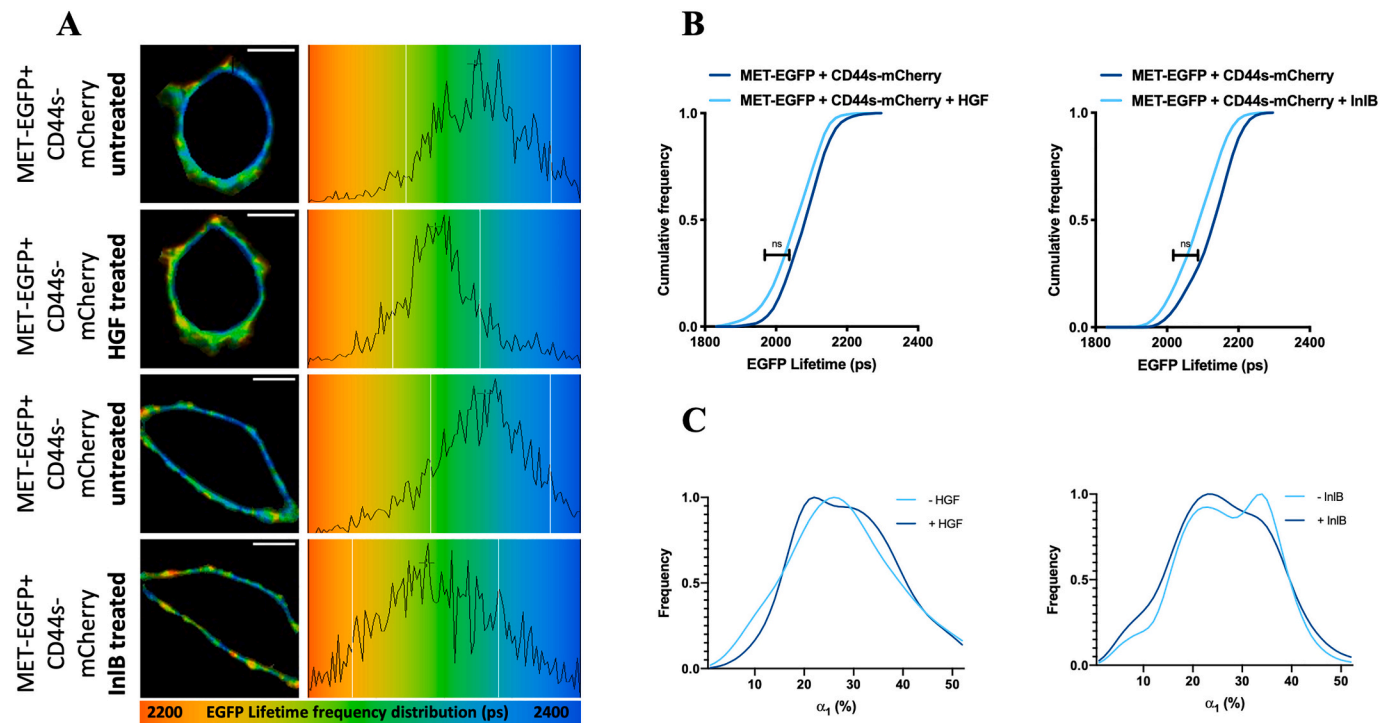 A
MET-EGFP+
CD44s-
mCherry
untreated
MET-EGFP+
CD44s-
mCherry
HGF treated
MET-EGFP+
CD44s-
mCherry
untreated
MET-EGFP+
CD44s-
mCherry
InlB treated
2200 EGFP Lifetime frequency distribution (ps) 2400
B
MET-EGFP + CD44s-mCherry
MET-EGFP + CD44s-mCherry + HGF
Cumulative frequency
1.0
0.5
0.0
ns
1800 2000 2200 2400
EGFP Lifetime (ps)
MET-EGFP + CD44s-mCherry
MET-EGFP + CD44s-mCherry + InlB
Cumulative frequency
1.0
0.5
0.0
ns
1800 2000 2200 2400
EGFP Lifetime (ps)
C
- HGF
+ HGF
Frequency
1.0
0.5
0.0
10 20 30 40 50
α₁ (%)
- InlB
+ InlB
Frequency
1.0
0.5
0.0
10 20 30 40 50
α₁ (%)